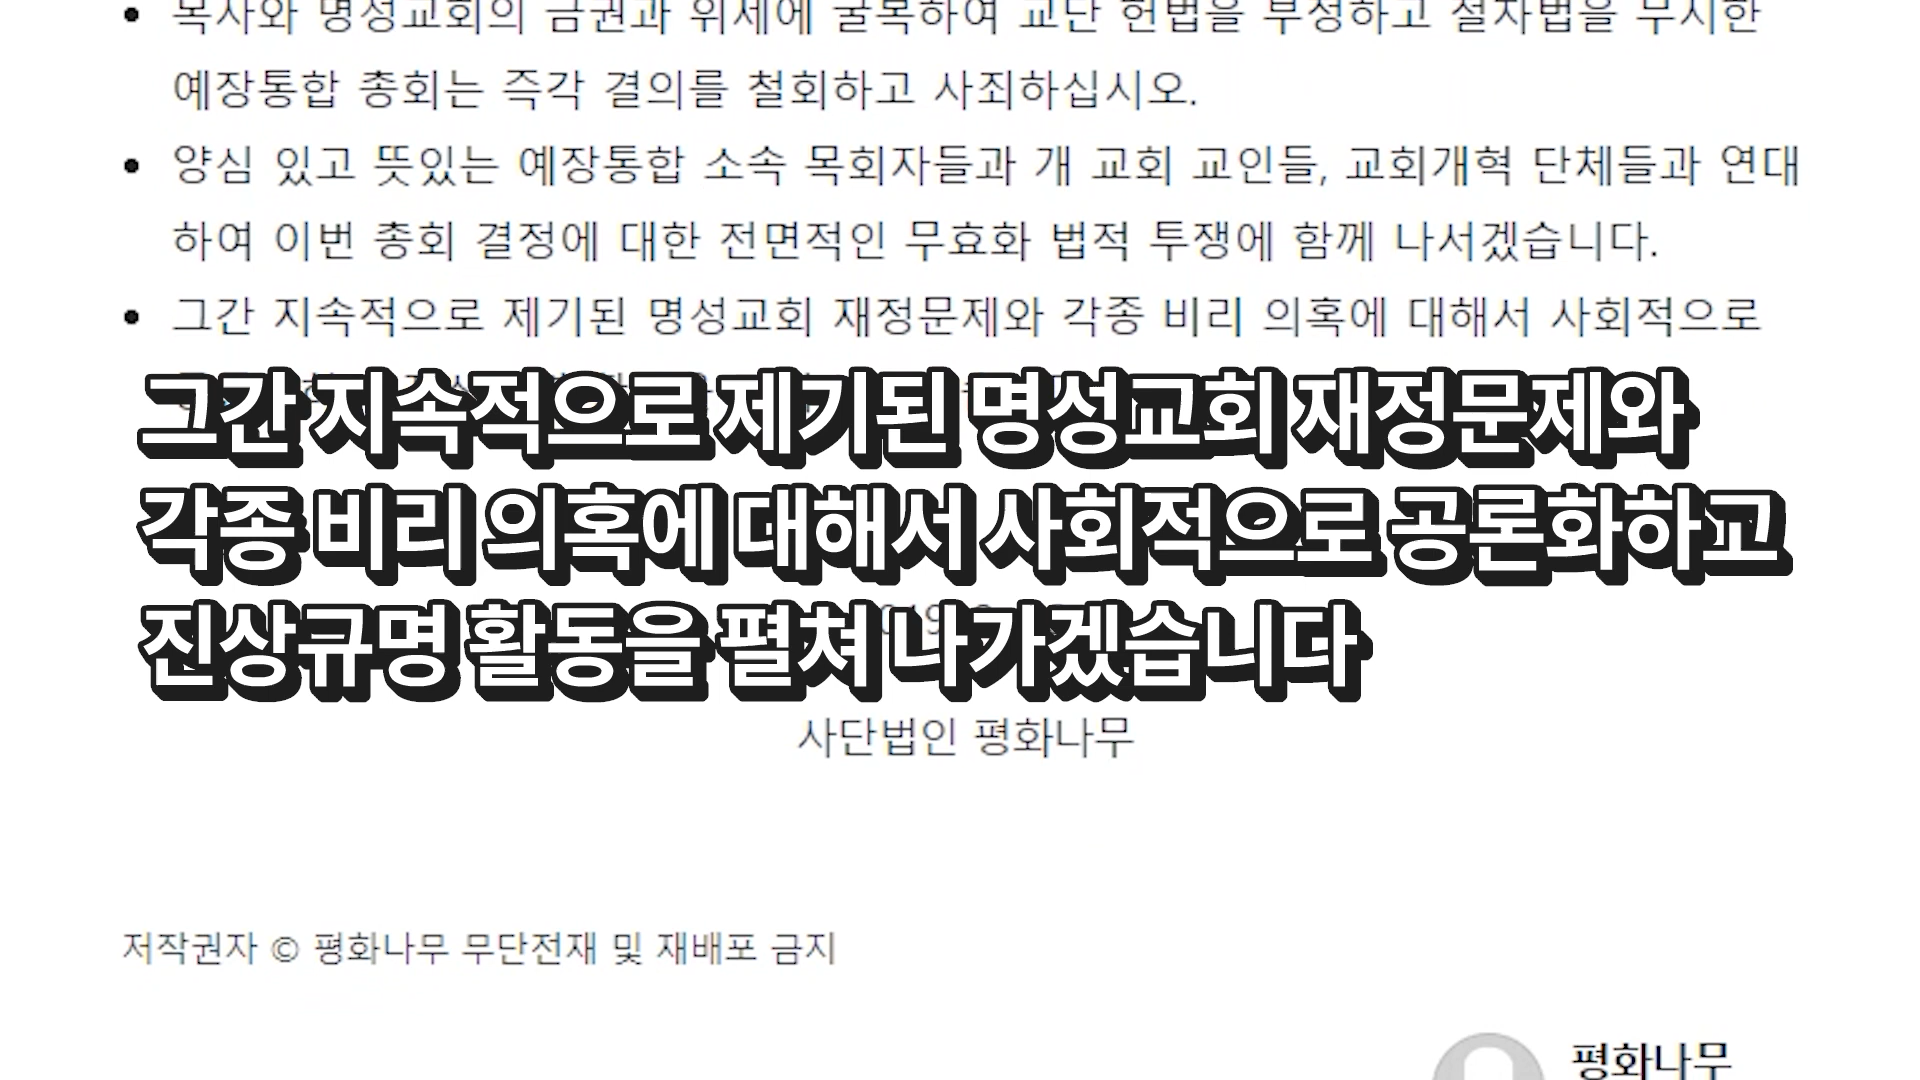 목사와 명성교회의 금권과 위세에 굴복하여 교단 헌법을 부정하고 절차법을 무시한
예장통합 총회는 즉각 결의를 철회하고 사죄하십시오.
양심 있고 뜻있는 예장통합 소속 목회자들과 개 교회 교인들, 교회개혁 단체들과 연대
하여 이번 총회 결정에 대한 전면적인 무효화 법적 투쟁에 함께 나서겠습니다.
그간 지속적으로 제기된 명성교회 재정문제와 각종 비리 의혹에 대해서 사회적으로
그간 지속적으로 제기된 명성교회 재정문제와
각종 비리 의혹에 대해서 사회적으로 공론화하고
진상규명 활동을 펼쳐 나가겠습니다
사단법인 평화나무
저작권자 © 평화나무 무단전재 및 재배포 금지
평화나무